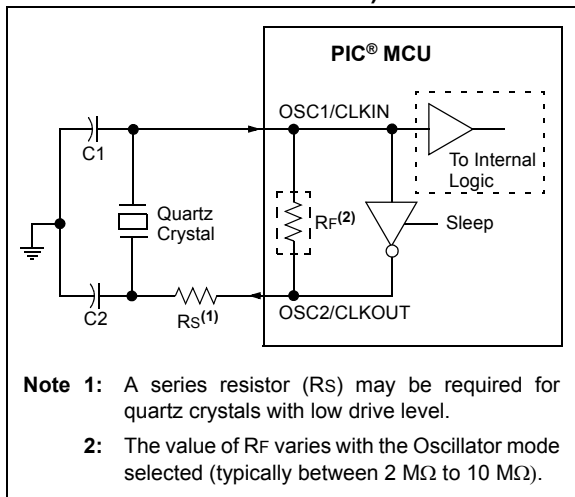 PIC® MCU
OSC1/CLKIN
C1
To Internal
Logic
Quartz
Crystal
RF(2)
Sleep
C2
RS(1)
OSC2/CLKOUT
Note 1: A series resistor (RS) may be required for
quartz crystals with low drive level.
2: The value of RF varies with the Oscillator mode
selected (typically between 2 MΩ to 10 MΩ).